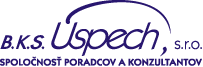 B.K.S. Úspech, s.r.o.
SPOLOČNOSŤ PORADCOV A KONZULTANTOV